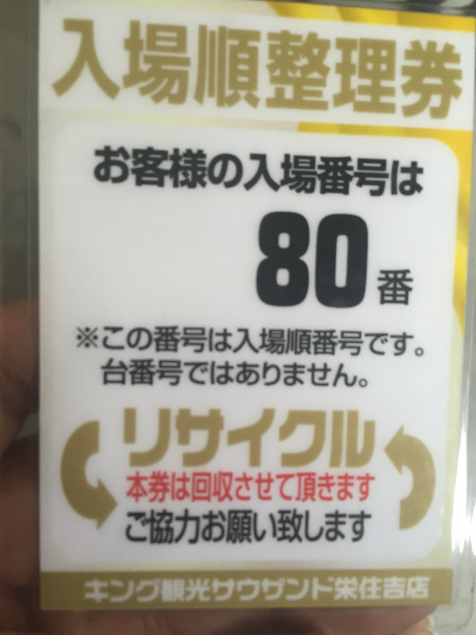 入場順整理券
お客様の入場番号は
80番
※この番号は入場順番号です。
台番号ではありません。
リサイクル
本券は回収させて頂きます
ご協力お願い致します
キング観光サウザンド栄住吉店